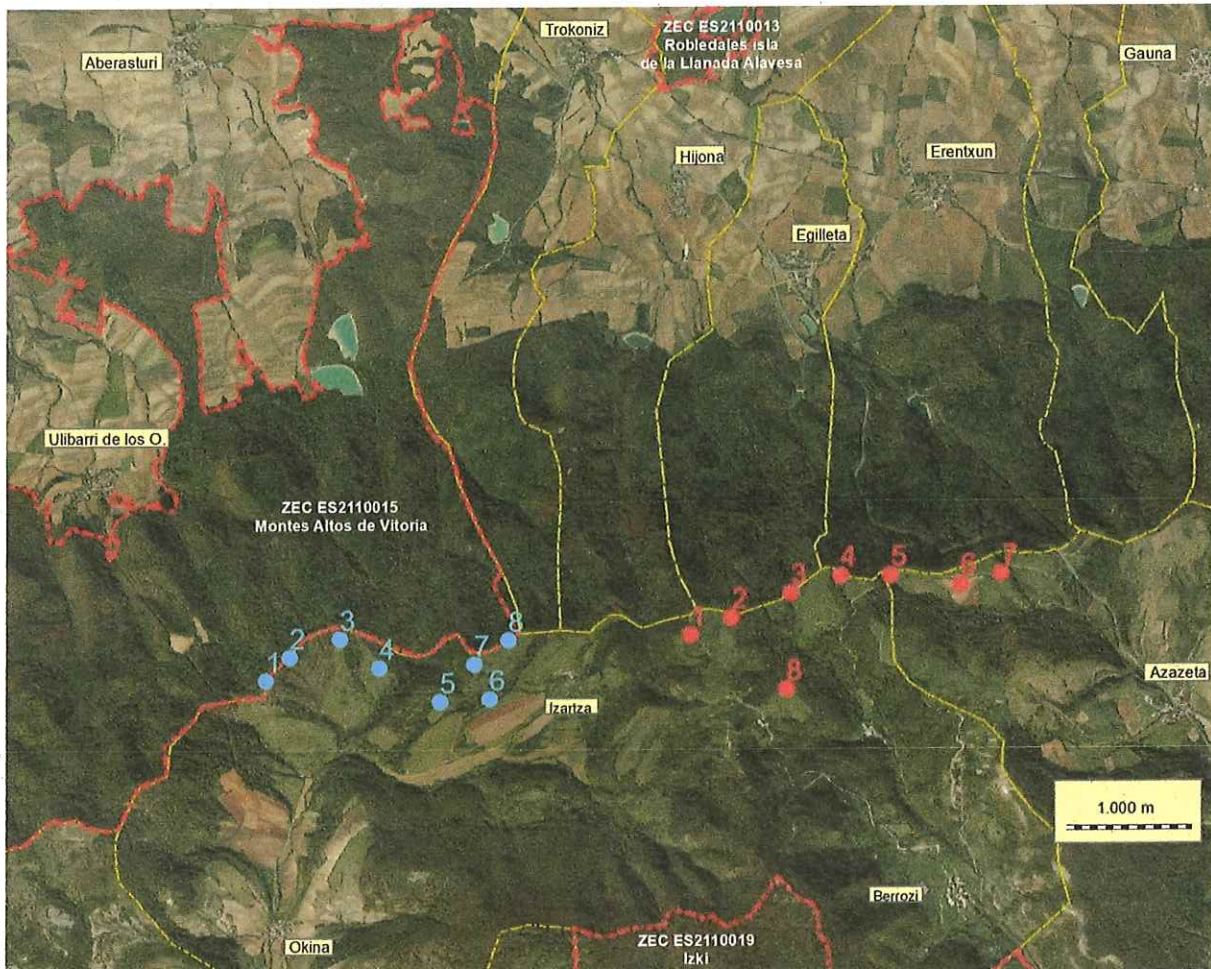 Trokoniz
ZEC ES2110013
Robledales isla
de la Llanada Alavesa
Aberasturi
Gauna
Hijona
Erentxun
Egilleta
Ulibarri de los O.
ZEC ES2110015
Montes Altos de Vitoria
1
2
3
4
5
6
7
8
1
2
3
4
5
6
7
8
Izartza
Azazeta
1.000 m
Berrozi
Okina
ZEC ES2110019
Izki